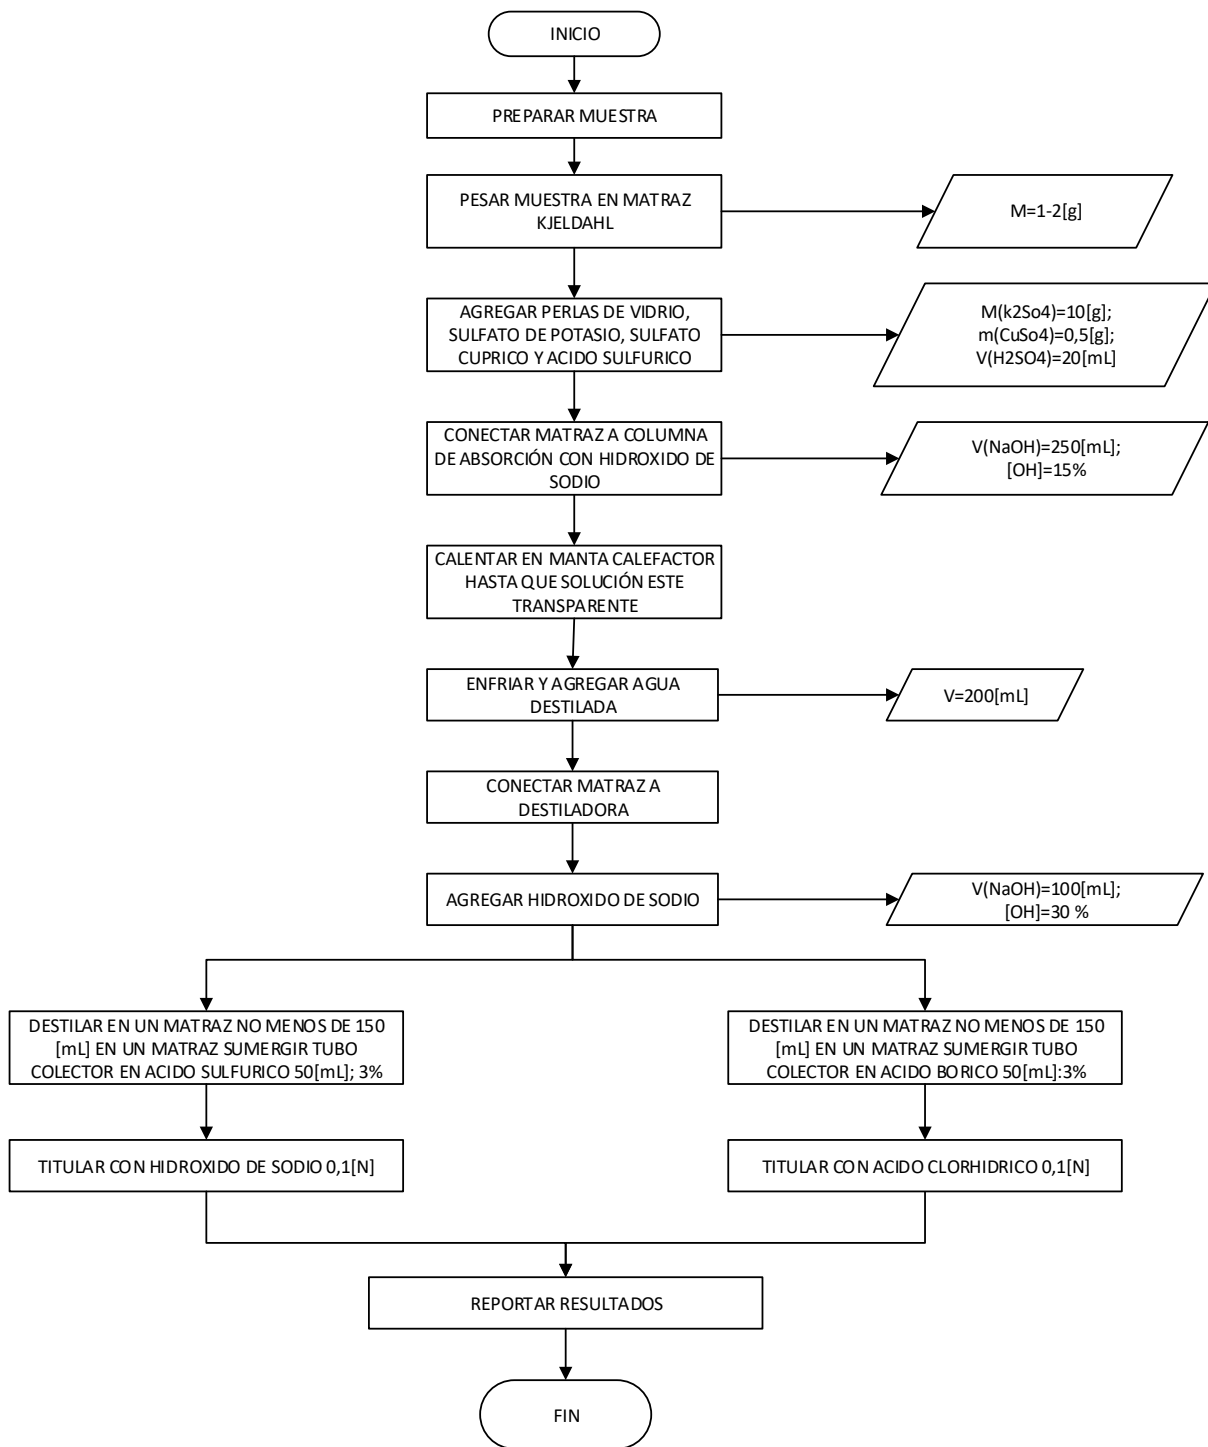 INICIO
PREPARAR MUESTRA
PESAR MUESTRA EN MATRAZ
KJELDAHL
M=1-2[g]
AGREGAR PERLAS DE VIDRIO,
SULFATO DE POTASIO, SULFATO
CUPRICO Y ACIDO SULFURICO
M(k2So4)=10[g];
m(CuSo4)=0,5[g];
V(H2SO4)=20[mL]
CONECTAR MATRAZ A COLUMNA
DE ABSORCIÓN CON HIDROXIDO DE
SODIO
V(NaOH)=250[mL];
[OH]=15%
CALENTAR EN MANTA CALEFACTOR
HASTA QUE SOLUCIÓN ESTE
TRANSPARENTE
ENFRIAR Y AGREGAR AGUA
DESTILADA
V=200[mL]
CONECTAR MATRAZ A
DESTILADORA
AGREGAR HIDROXIDO DE SODIO
V(NaOH)=100[mL];
[OH]=30 %
DESTILAR EN UN MATRAZ NO MENOS DE 150
[mL] EN UN MATRAZ SUMERGIR TUBO
COLECTOR EN ACIDO SULFURICO 50[mL]; 3%
DESTILAR EN UN MATRAZ NO MENOS DE 150
[mL] EN UN MATRAZ SUMERGIR TUBO
COLECTOR EN ACIDO BORICO 50[mL]:3%
TITULAR CON HIDROXIDO DE SODIO 0,1[N]
TITULAR CON ACIDO CLORHIDRICO 0,1[N]
REPORTAR RESULTADOS
FIN